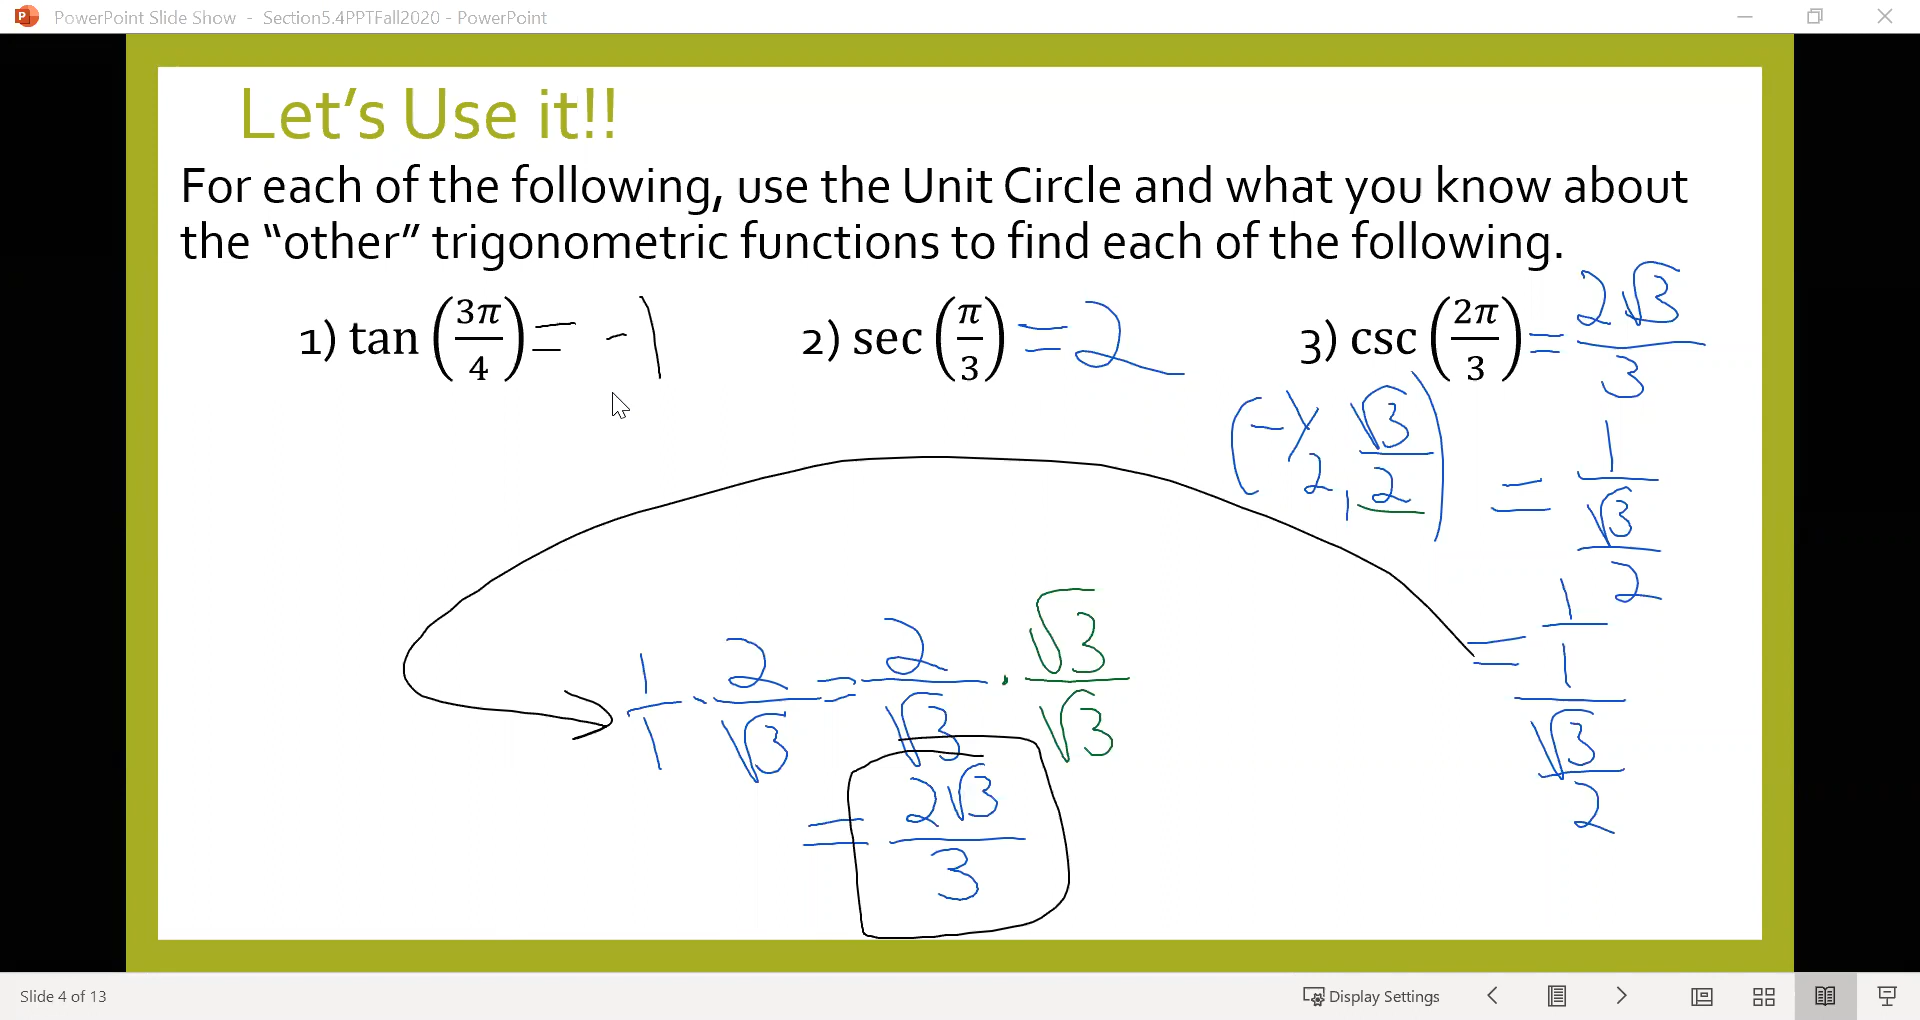 PowerPoint Slide Show - Section5.4PPTFall2020 - PowerPoint
Let's Use it!!
For each of the following, use the Unit Circle and what you know about
the “other” trigonometric functions to find each of the following.
1) tan (3π/4) = -1
2) sec (π/3) = 2
3) csc (2π/3) = 2√3/3
(-1/2, √3/2)
= 1/(√3/2)
= (1/1)/(√3/2)
1/1 · 2/√3 = 2/√3 · √3/√3
= 2√3/3
Slide 4 of 13
Display Settings